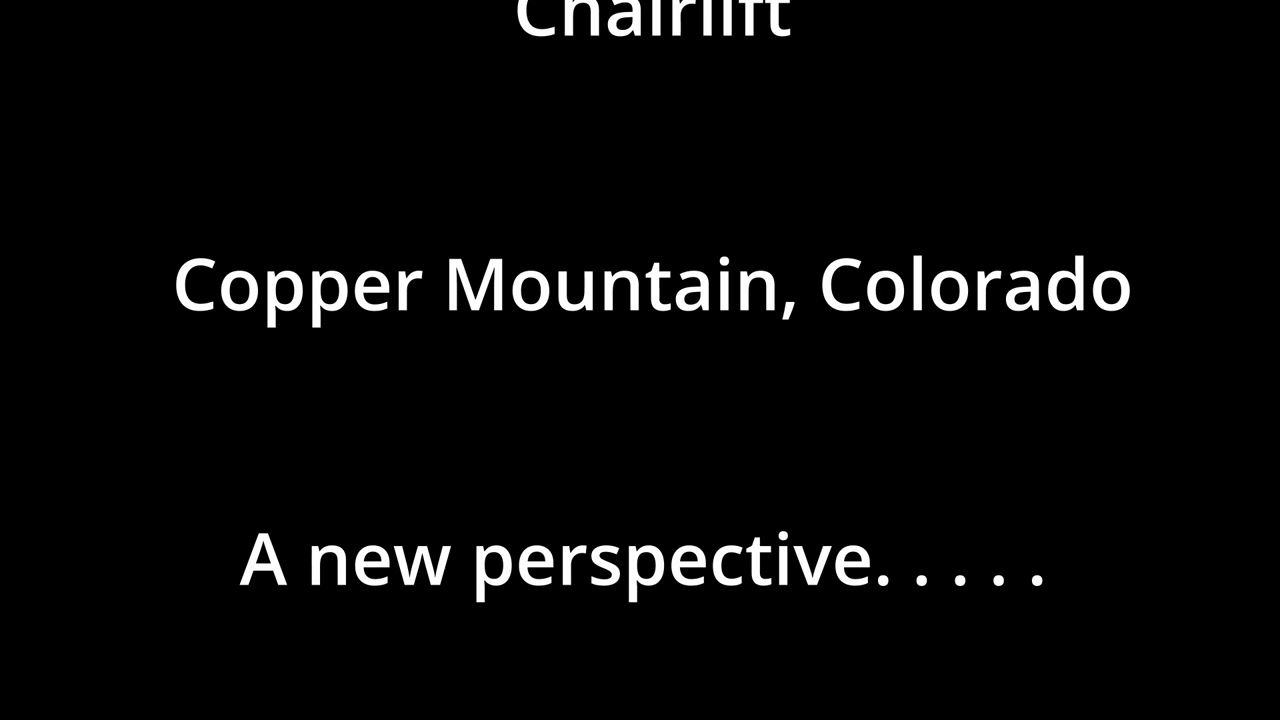 Chairlift
Copper Mountain, Colorado
A new perspective. . . . .